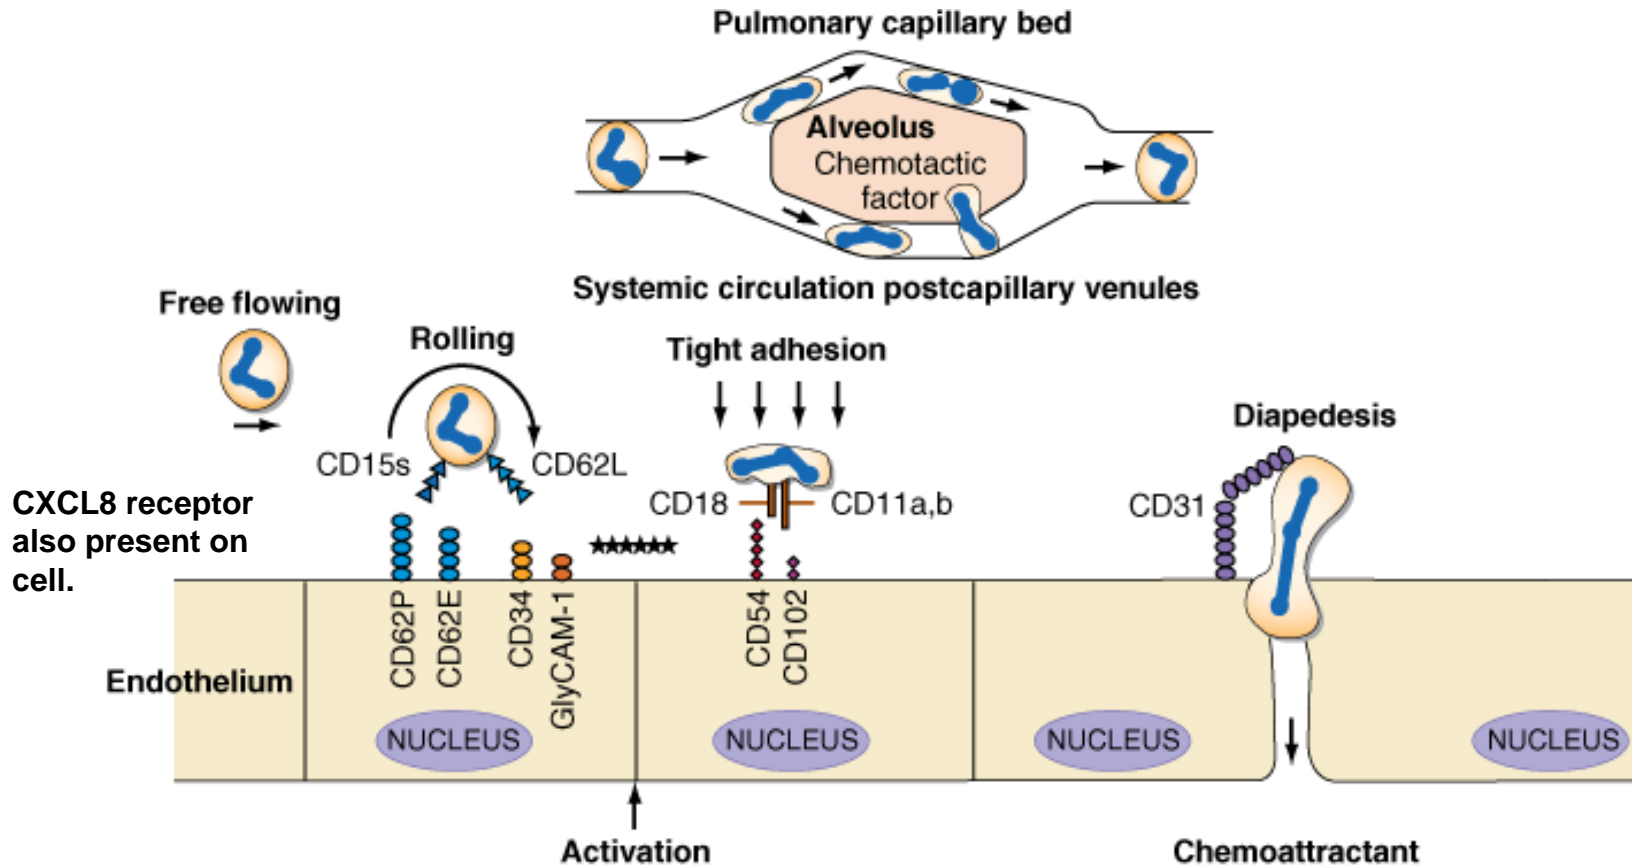 Pulmonary capillary bed
Alveolus
Chemotactic
factor
Systemic circulation postcapillary venules
Free flowing
Rolling
Tight adhesion
Diapedesis
CD15s
CD62L
CD18
CD11a,b
CD31
CXCL8 receptor
also present on
cell.
CD62P
CD62E
CD34
GlyCAM-1
CD54
CD102
Endothelium
NUCLEUS
NUCLEUS
NUCLEUS
NUCLEUS
Activation
Chemoattractant